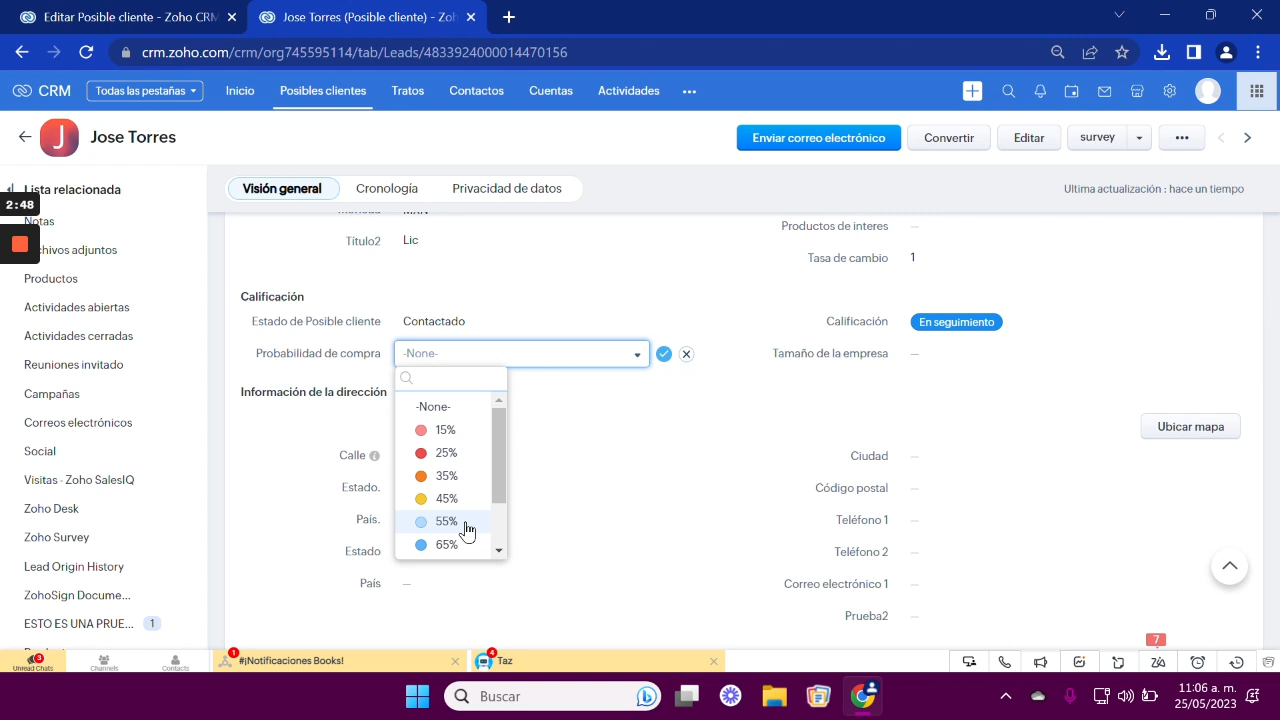 Editar Posible cliente - Zoho CRM
Jose Torres (Posible cliente) - Zoh
crm.zoho.com/crm/org745595114/tab/Leads/4833924000014470156
CRM
Todas las pestañas
Inicio
Posibles clientes
Tratos
Contactos
Cuentas
Actividades
J
Jose Torres
Enviar correo electrónico
Convertir
Editar
survey
Lista relacionada
Visión general
Cronología
Privacidad de datos
Ultima actualización : hace un tiempo
2:48
Notas
chivos adjuntos
Productos
Actividades abiertas
Actividades cerradas
Reuniones invitado
Campañas
Correos electrónicos
Social
Visitas - Zoho SalesIQ
Zoho Desk
Zoho Survey
Lead Origin History
ZohoSign Docume...
ESTO ES UNA PRUE... 1
Productos de interes —
Título2 Lic
Tasa de cambio 1
Calificación
Estado de Posible cliente Contactado
Calificación En seguimiento
Probabilidad de compra -None-
Tamaño de la empresa —
Información de la dirección
-None-
15%
25%
35%
45%
55%
65%
Ubicar mapa
Calle
Ciudad —
Estado.
Código postal —
País.
Teléfono 1 —
Estado
Teléfono 2 —
País —
Correo electrónico 1 —
Prueba2 —
7
3
Unread Chats
Channels
Contacts
1
#¡Notificaciones Books!
4
Taz
Buscar
11:06 a. m.
25/05/2023